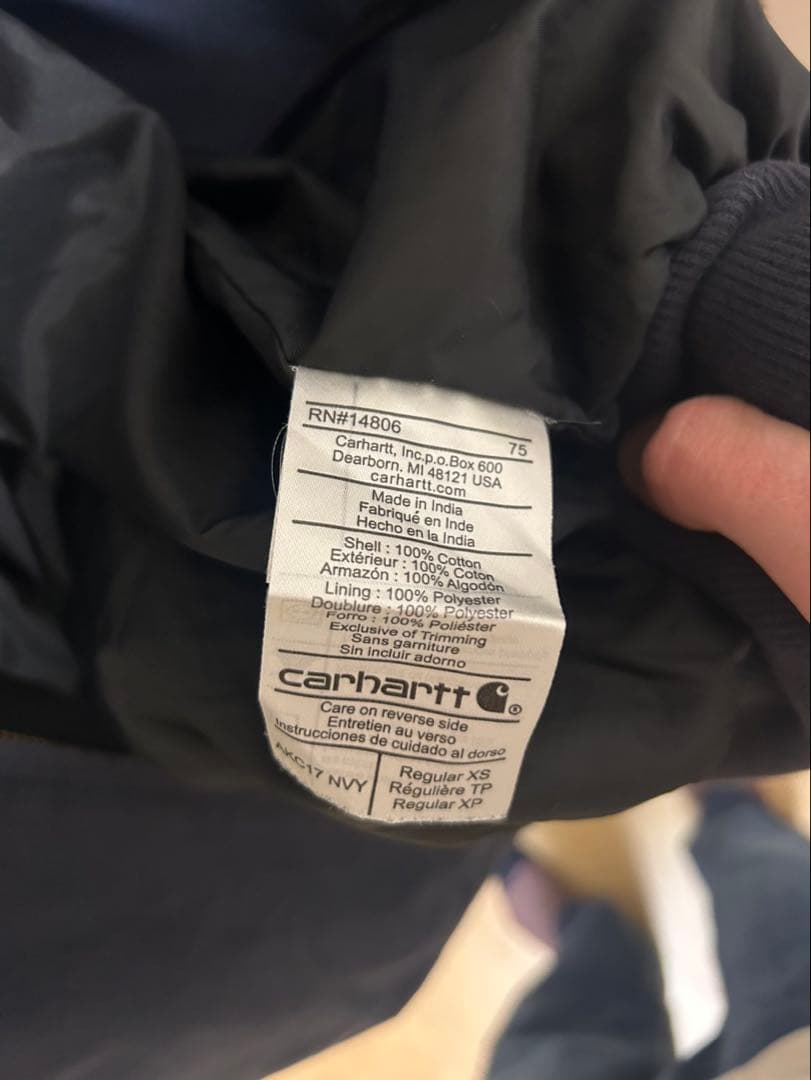 RN#14806 75
Carhartt, Inc.p.o.Box 600
Dearborn. MI 48121 USA
carhartt.com
Made in India
Fabriqué en Inde
Hecho en la India
Shell : 100% Cotton
Extérieur : 100% Coton
Armazón : 100% Algodón
Lining : 100% Polyester
Doublure : 100% Polyester
Forro : 100% Poliéster
Exclusive of Trimming
Sans garniture
Sin incluir adorno
carhartt ®
Care on reverse side
Entretien au verso
Instrucciones de cuidado al dorso
AKC17 NVY
Regular XS
Régulière TP
Regular XP